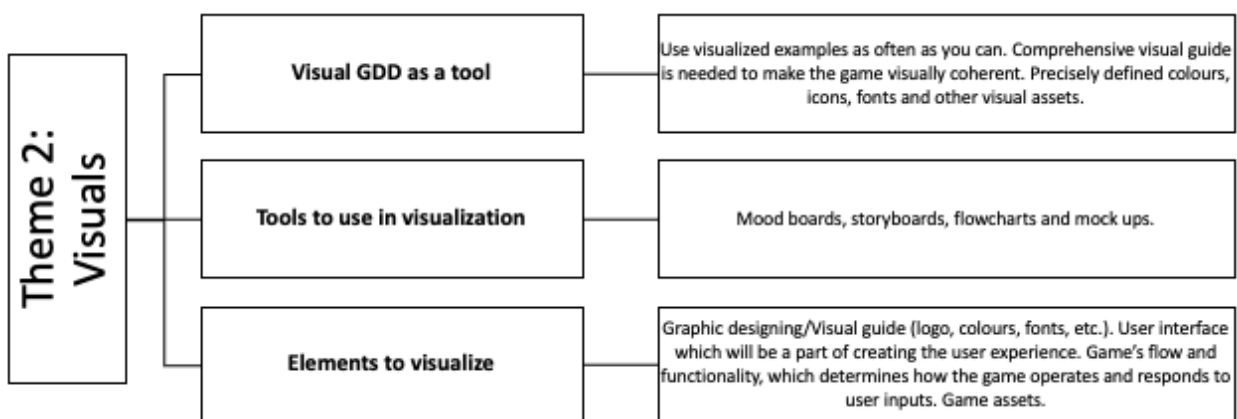 Theme 2:
Visuals
Visual GDD as a tool
Use visualized examples as often as you can. Comprehensive visual guide
is needed to make the game visually coherent. Precisely defined colours,
icons, fonts and other visual assets.
Tools to use in visualization
Mood boards, storyboards, flowcharts and mock ups.
Elements to visualize
Graphic designing/Visual guide (logo, colours, fonts, etc.). User interface
which will be a part of creating the user experience. Game’s flow and
functionality, which determines how the game operates and responds to
user inputs. Game assets.